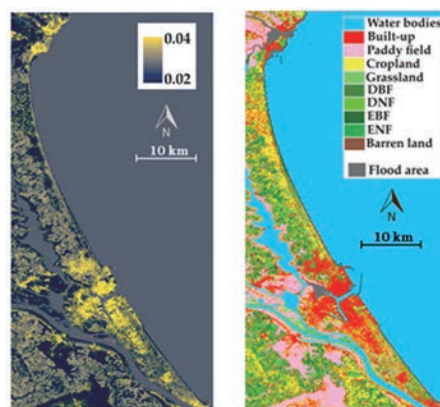 0.04
0.02
N
10 km
Water bodies
Built-up
Paddy field
Cropland
Grassland
DBF
DNF
EBF
ENF
Barren land
Flood area
N
10 km